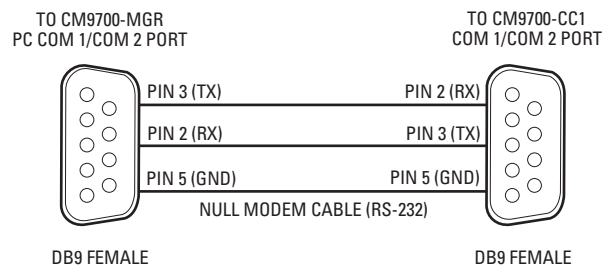 TO CM9700-MGR
PC COM 1/COM 2 PORT
TO CM9700-CC1
COM 1/COM 2 PORT
PIN 3 (TX) PIN 2 (RX)
PIN 2 (RX) PIN 3 (TX)
PIN 5 (GND) PIN 5 (GND)
NULL MODEM CABLE (RS-232)
DB9 FEMALE DB9 FEMALE